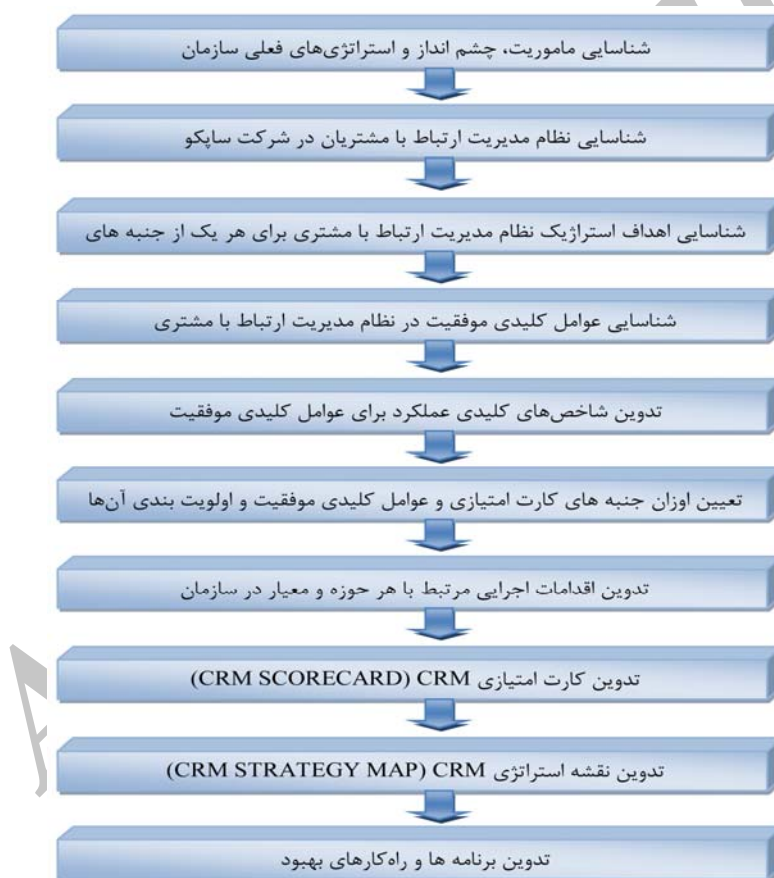 شناسایی ماموریت، چشم انداز و استراتژی‌های فعلی سازمان
شناسایی نظام مدیریت ارتباط با مشتریان در شرکت ساپکو
شناسایی اهداف استراژیک نظام مدیریت ارتباط با مشتری برای هر یک از جنبه های
شناسایی عوامل کلیدی موفقیت در نظام مدیریت ارتباط با مشتری
تدوین شاخص‌های کلیدی عملکرد برای عوامل کلیدی موفقیت
تعیین اوزان جنبه های کارت امتیازی و عوامل کلیدی موفقیت و اولویت بندی آن‌ها
تدوین اقدامات اجرایی مرتبط با هر حوزه و معیار در سازمان
تدوین کارت امتیازی CRM (CRM SCORECARD)
تدوین نقشه استراتژی CRM (CRM STRATEGY MAP)
تدوین برنامه ها و راه‌کارهای بهبود